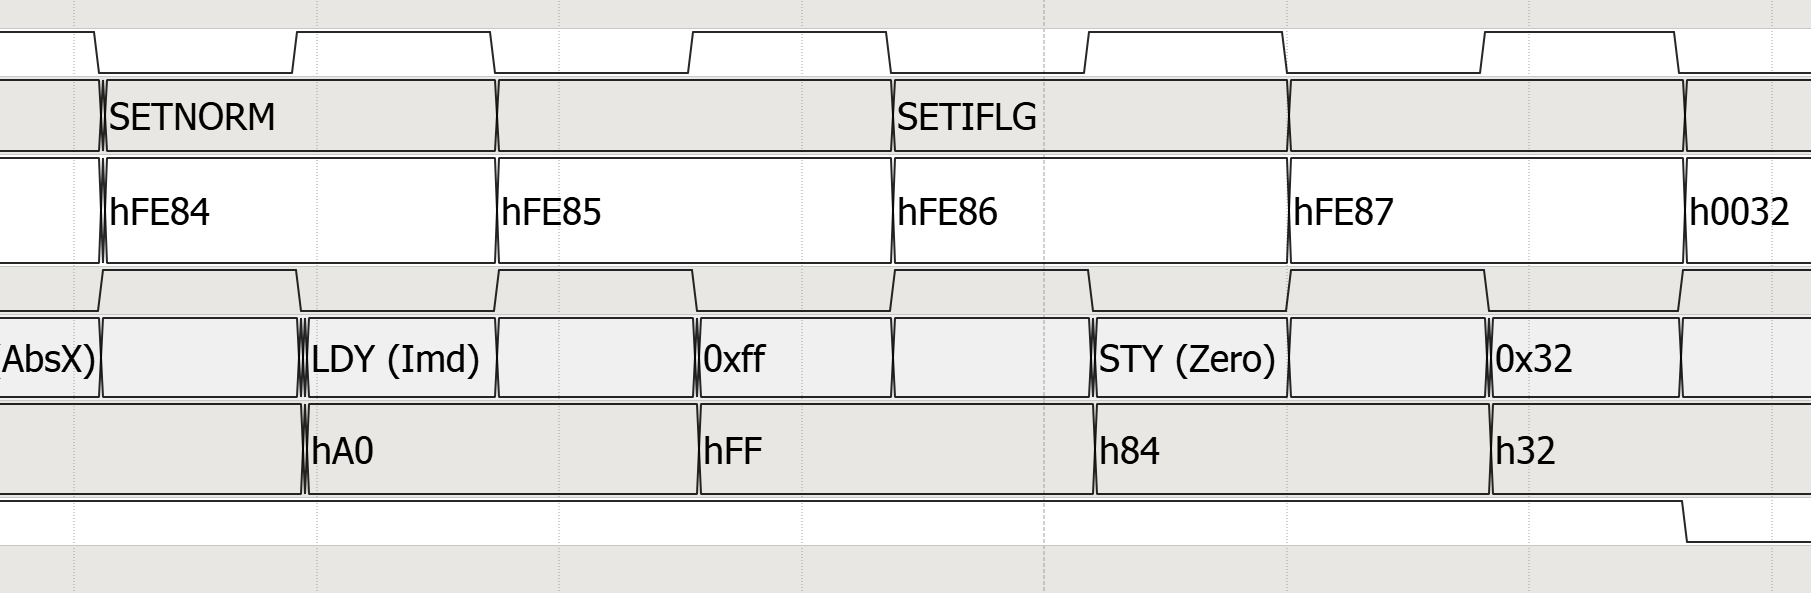 SETNORM SETIFLG
hFE84 hFE85 hFE86 hFE87 h0032
(AbsX) LDY (Imd) 0xff STY (Zero) 0x32
hA0 hFF h84 h32